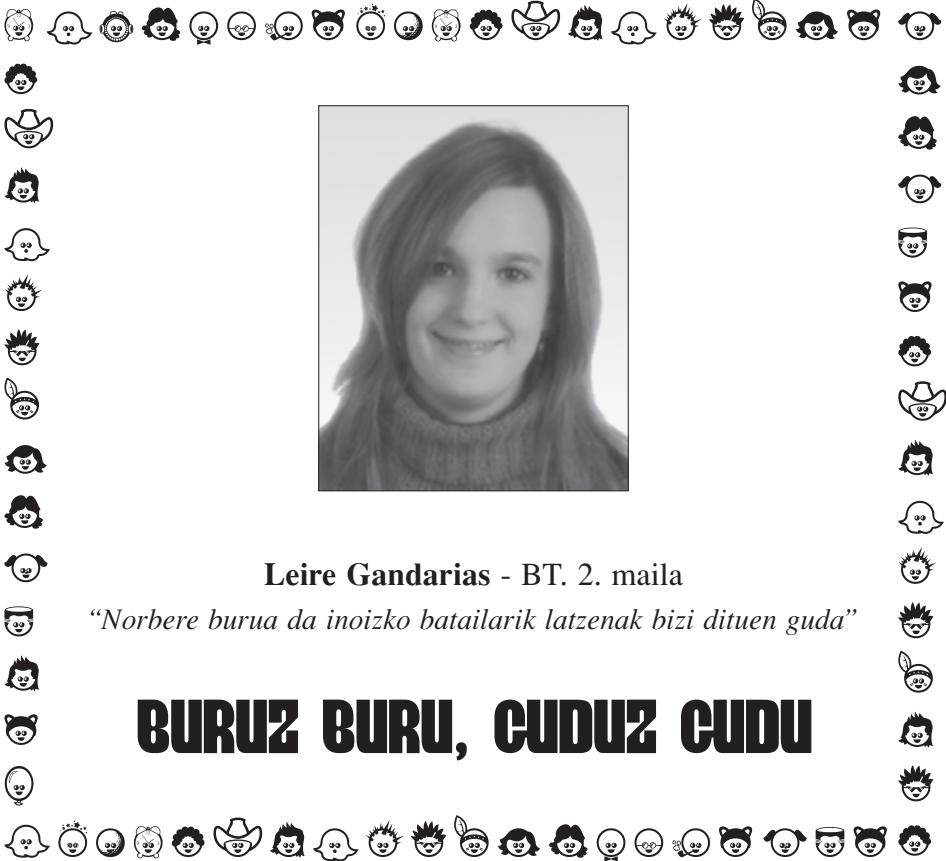 Leire Gandarias - BT. 2. maila
“Norbere burua da inoizko batailarik latzenak bizi dituen guda”
BURUZ BURU, GUDUZ GUDU